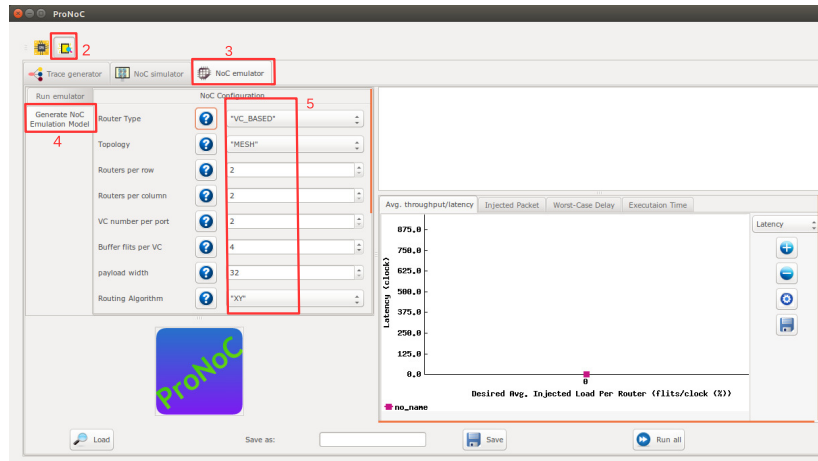 ProNoC
2
3
Trace generator
NoC simulator
NoC emulator
Run emulator
NoC Configuration
5
Generate NoC
Emulation Model
4
Router Type
"VC_BASED"
Topology
"MESH"
Routers per row
2
Routers per column
2
VC number per port
2
Buffer flits per VC
4
payload width
32
Routing Algorithm
"XY"
ProNoC
Avg. throughput/latency
Injected Packet
Worst-Case Delay
Executaion Time
Latency
875,0
750,0
625,0
500,0
375,0
250,0
125,0
0,0
Latency (clock)
0
Desired Avg. Injected Load Per Router (flits/clock (%))
no_name
Load
Save as:
Save
Run all